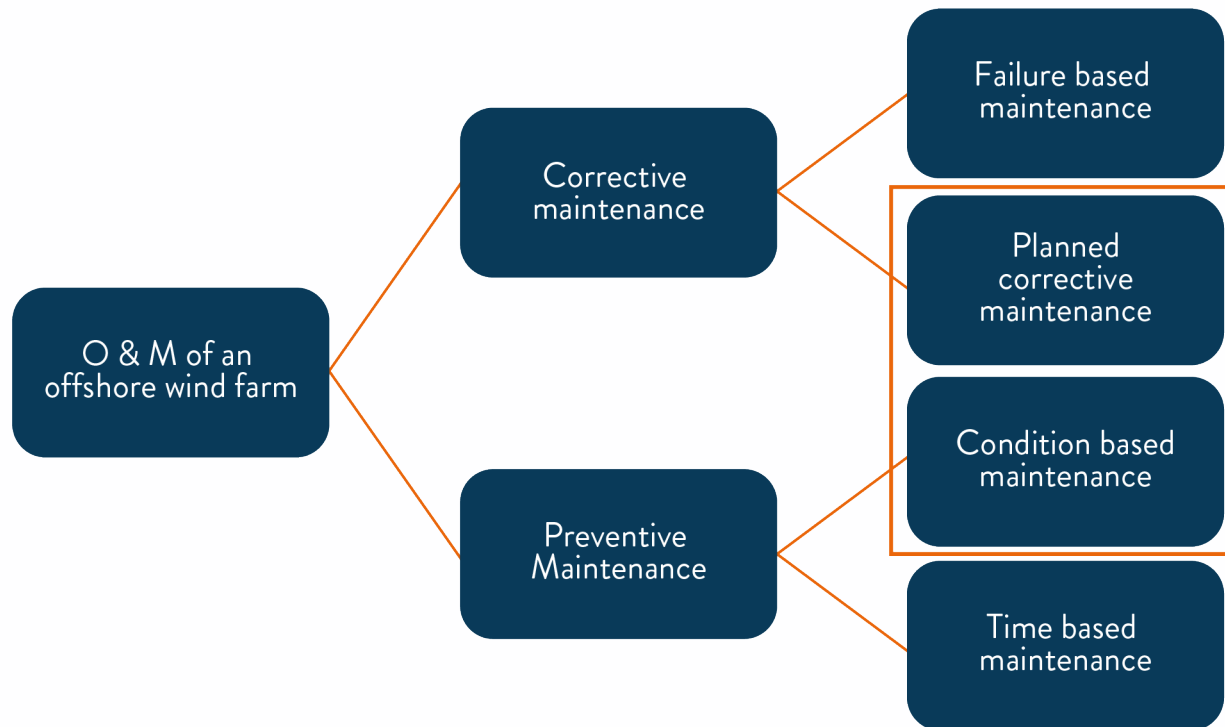 O & M of an
offshore wind farm
Corrective
maintenance
Preventive
Maintenance
Failure based
maintenance
Planned
corrective
maintenance
Condition based
maintenance
Time based
maintenance